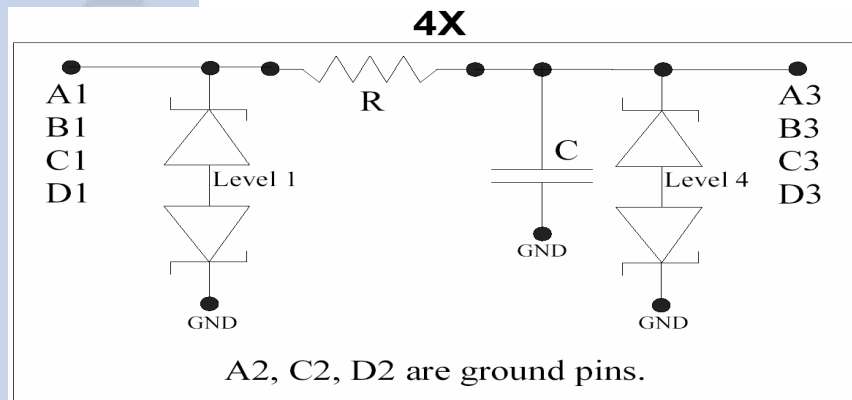 4X
R
A1
B1
C1
D1
A3
B3
C3
D3
C
Level 1
Level 4
GND
GND
GND
A2, C2, D2 are ground pins.